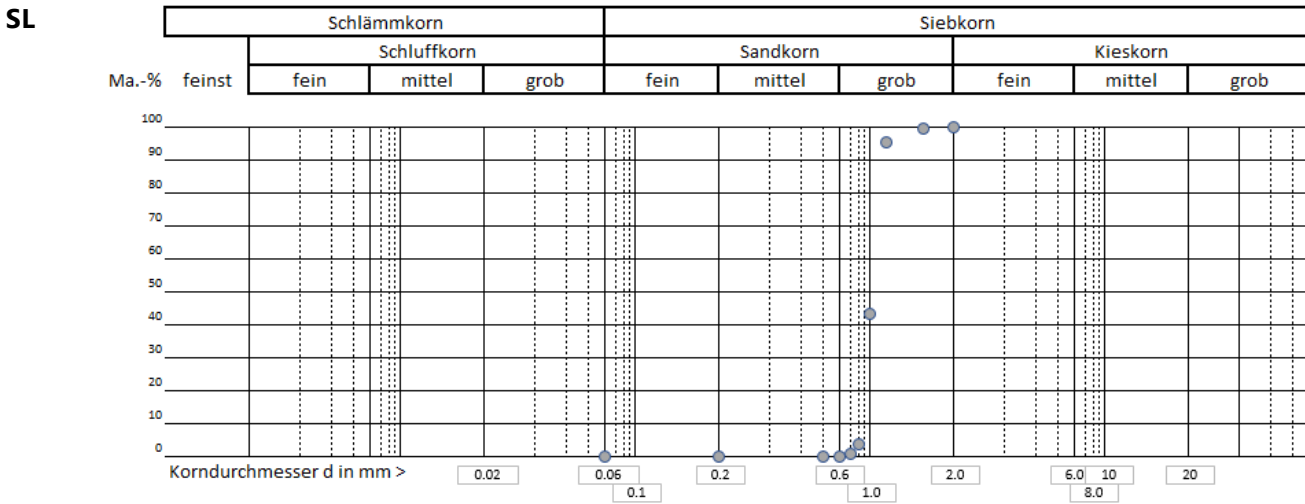 SL
Schlämmkorn Siebkorn
Schluffkorn Sandkorn Kieskorn
Ma.-% feinst fein mittel grob fein mittel grob fein mittel grob
100
90
80
70
60
50
40
30
20
10
0
Korndurchmesser d in mm > 0.02 0.06 0.2 0.6 2.0 6.0 10 20
0.1 1.0 8.0